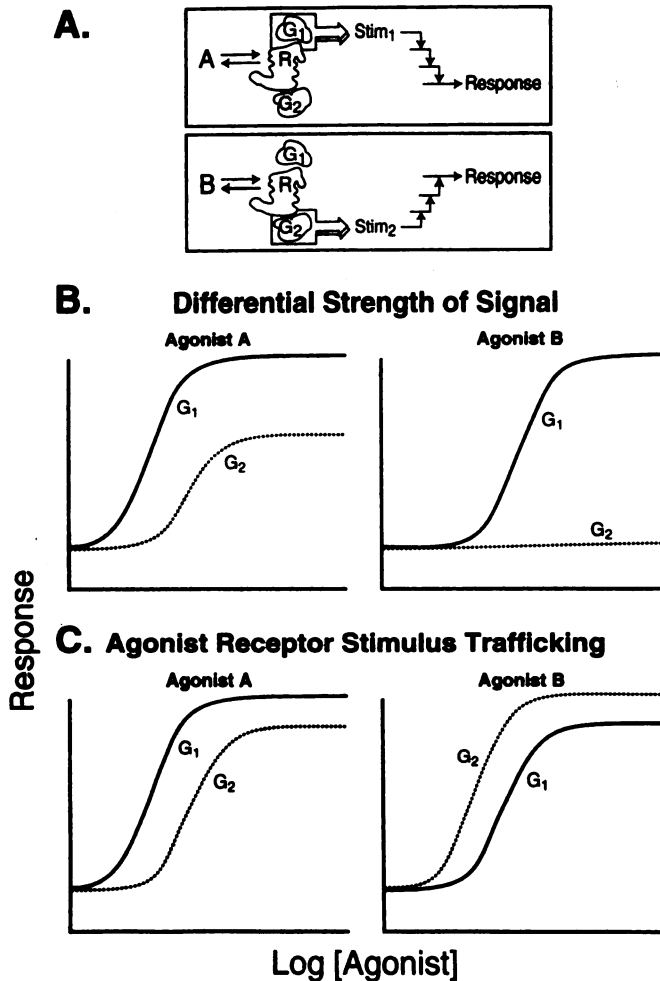 A.
G1
Stim1
A
R
Response
G2
G1
B
R
Response
G2
Stim2
B. Differential Strength of Signal
Agonist A
Agonist B
G1
G1
G2
G2
Response
C. Agonist Receptor Stimulus Trafficking
Agonist A
Agonist B
G1
G2
G2
G1
Log [Agonist]